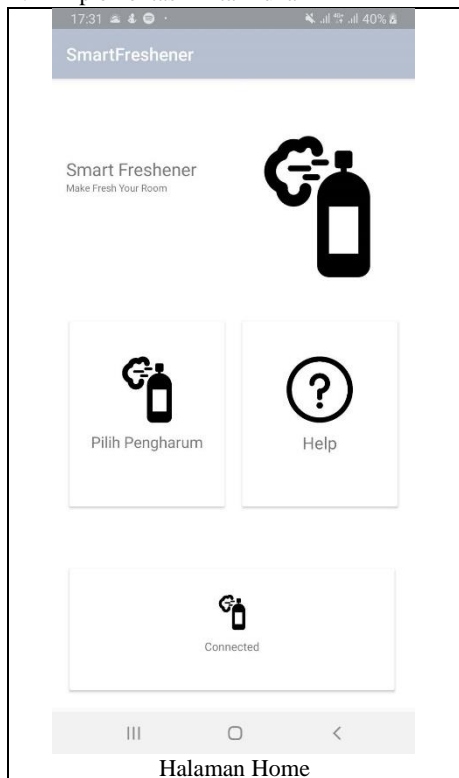 17:31 40%
SmartFreshener
Smart Freshener
Make Fresh Your Room
Pilih Pengharum
Help
Connected
Halaman Home